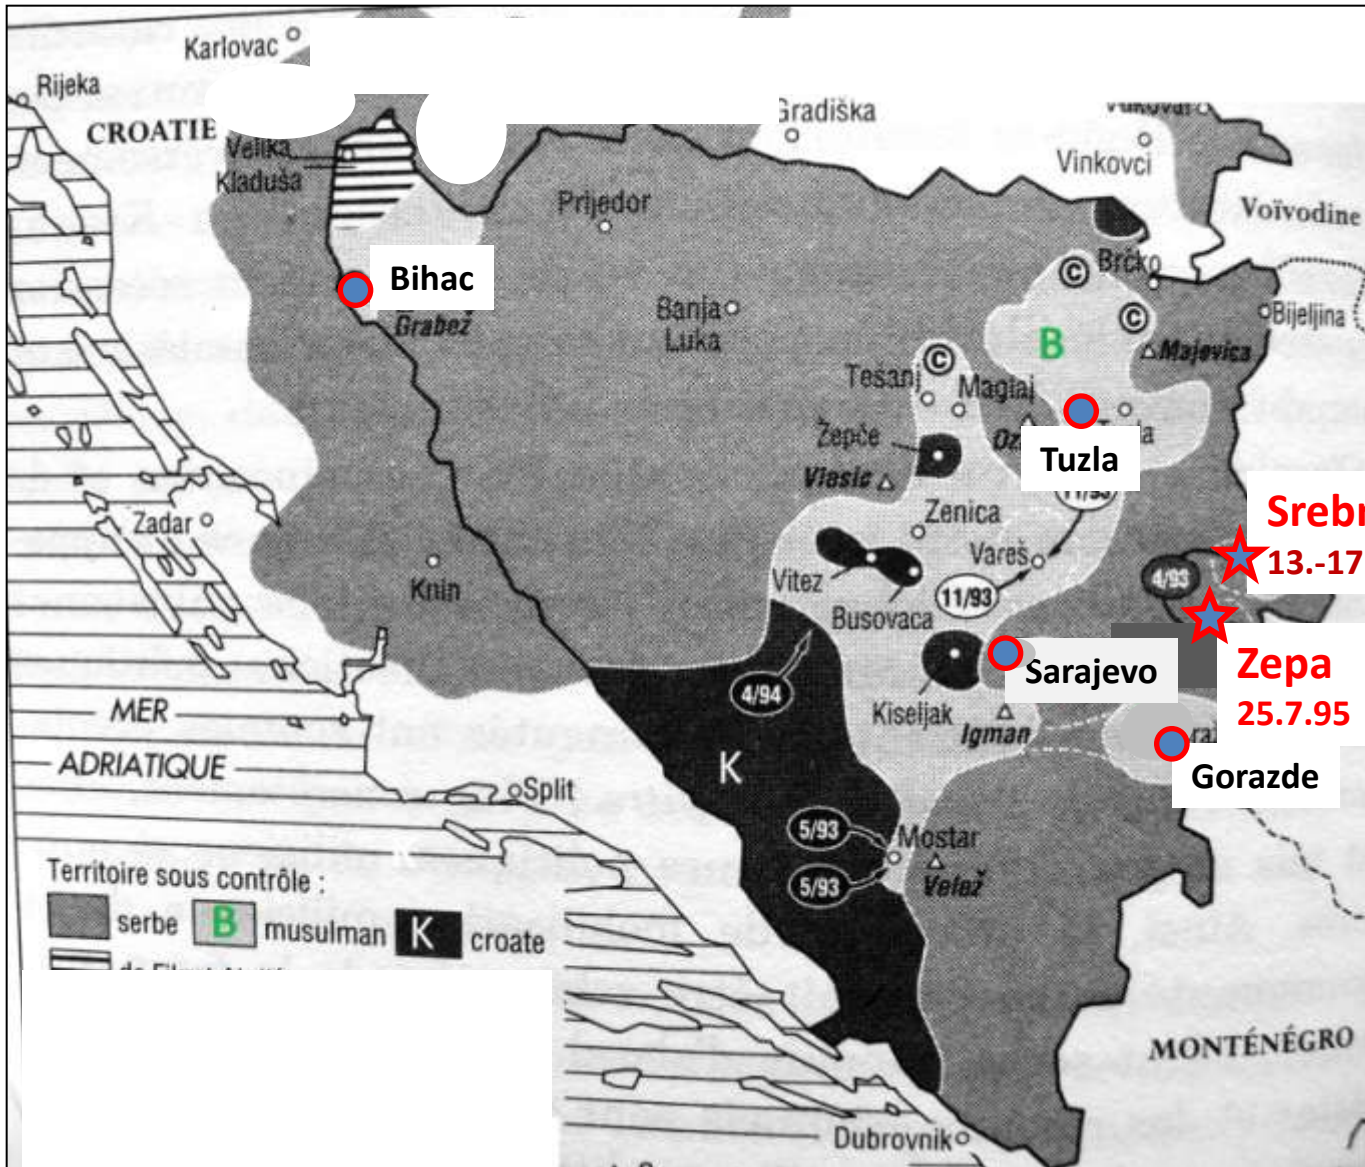 Karlovac
Rijeka
CROATIE
Gradiška
Velika
Kladuša
Vinkovci
Voïvodine
Prijedor
Bihac
Grabež
Brčko
Banja
Luka
Bijeljina
C
C
B
Majevica
C
Tešanj
Maglaj
Žepče
Tuzla
Vlasic
11/93
Zenica
Zadar
Vareš
Srebr
13.-17
Knin
Vitez
4/93
11/93
Busovaca
Zepa
25.7.95
Sarajevo
4/94
Kiseljak
Igman
MER
ADRIATIQUE
K
Gorazde
Split
5/93
Mostar
5/93
Velež
Territoire sous contrôle :
serbe B musulman K croate
MONTÉNÉGRO
Dubrovnik